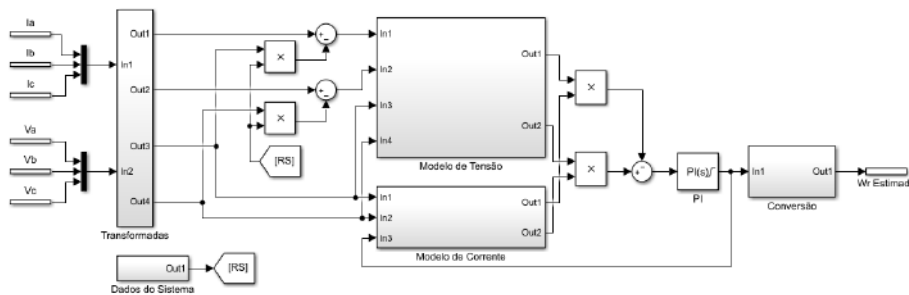 Ia
Ib
Ic
Va
Vb
Vc
In1
In2
Out1
Out2
Out3
Out4
Transformadas
Out1
Dados do Sistema
[RS]
×
×
[RS]
In1
In2
In3
In4
Out1
Out2
Modelo de Tensão
In1
In2
In3
Out1
Out2
Modelo de Corrente
×
×
PI(s)
PI
In1
Out1
Conversão
Wr Estimad